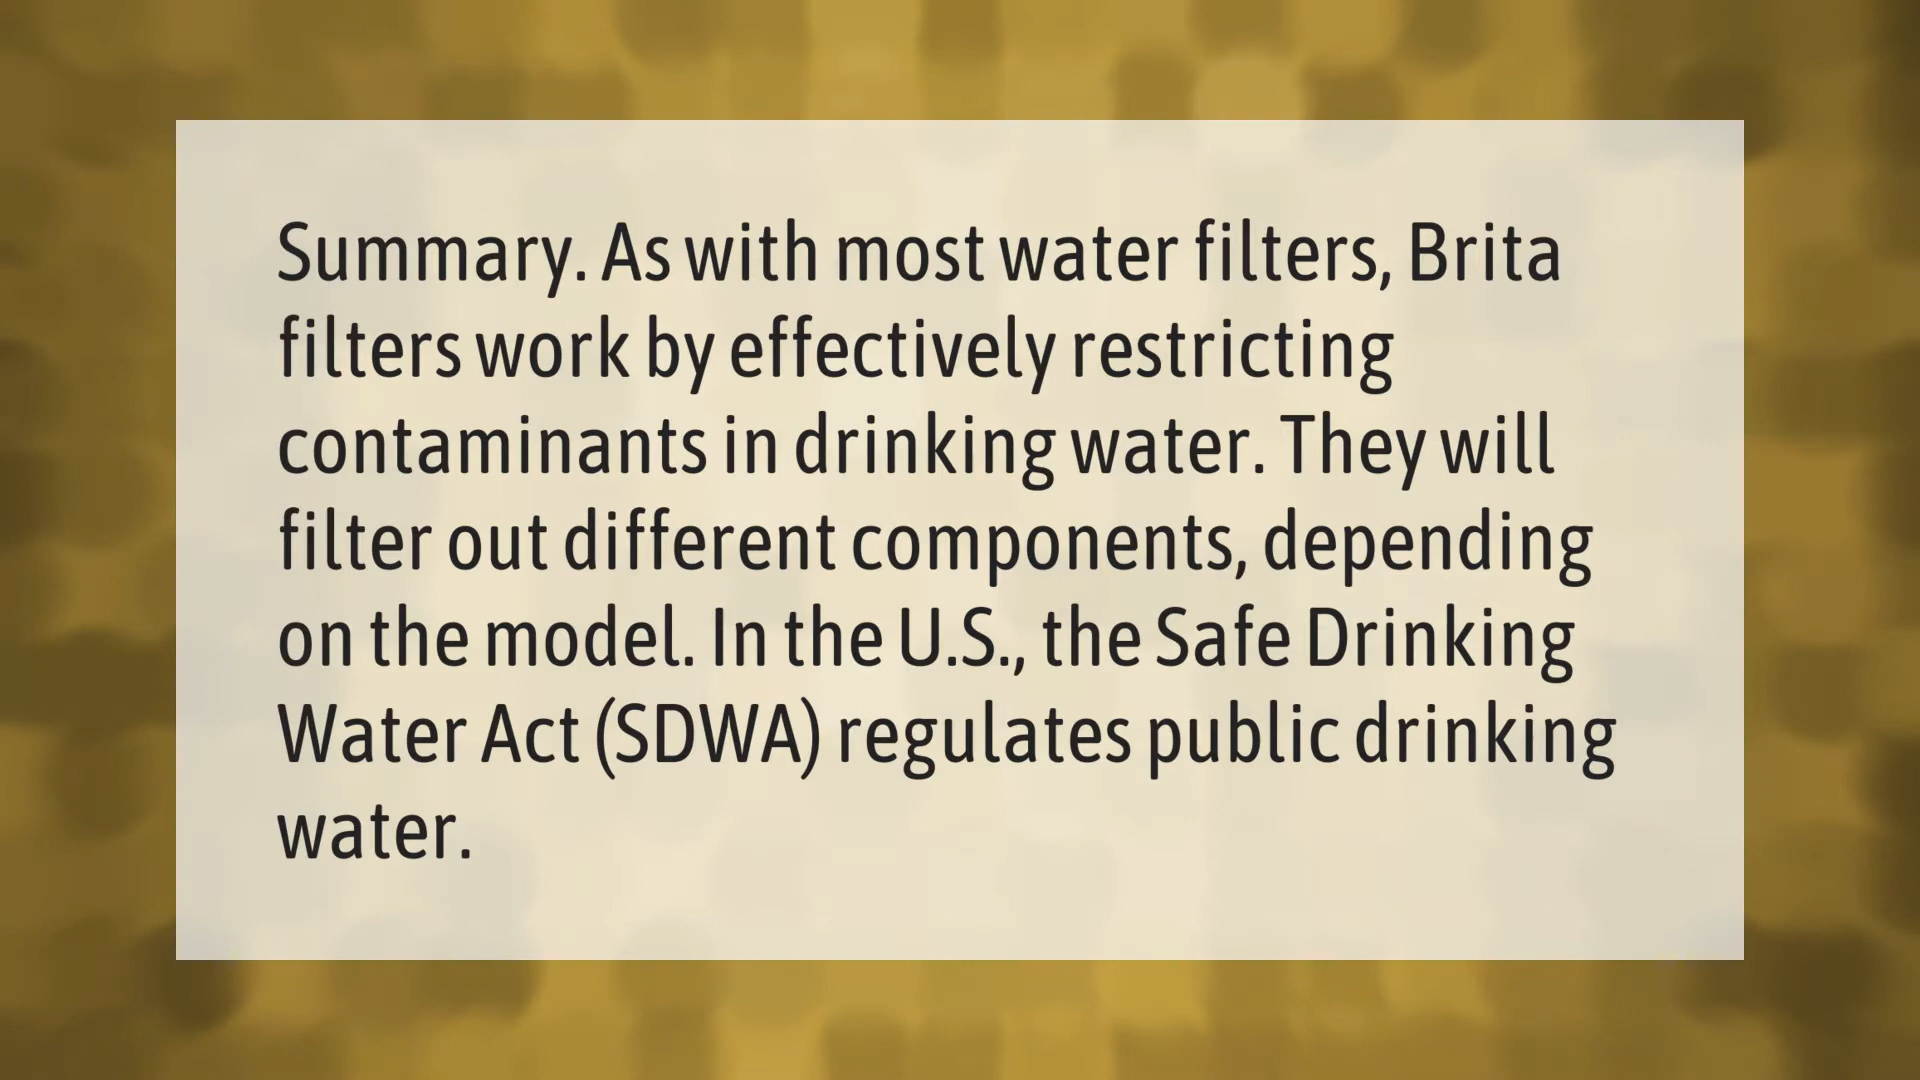 Summary. As with most water filters, Brita
filters work by effectively restricting
contaminants in drinking water. They will
filter out different components, depending
on the model. In the U.S., the Safe Drinking
Water Act (SDWA) regulates public drinking
water.